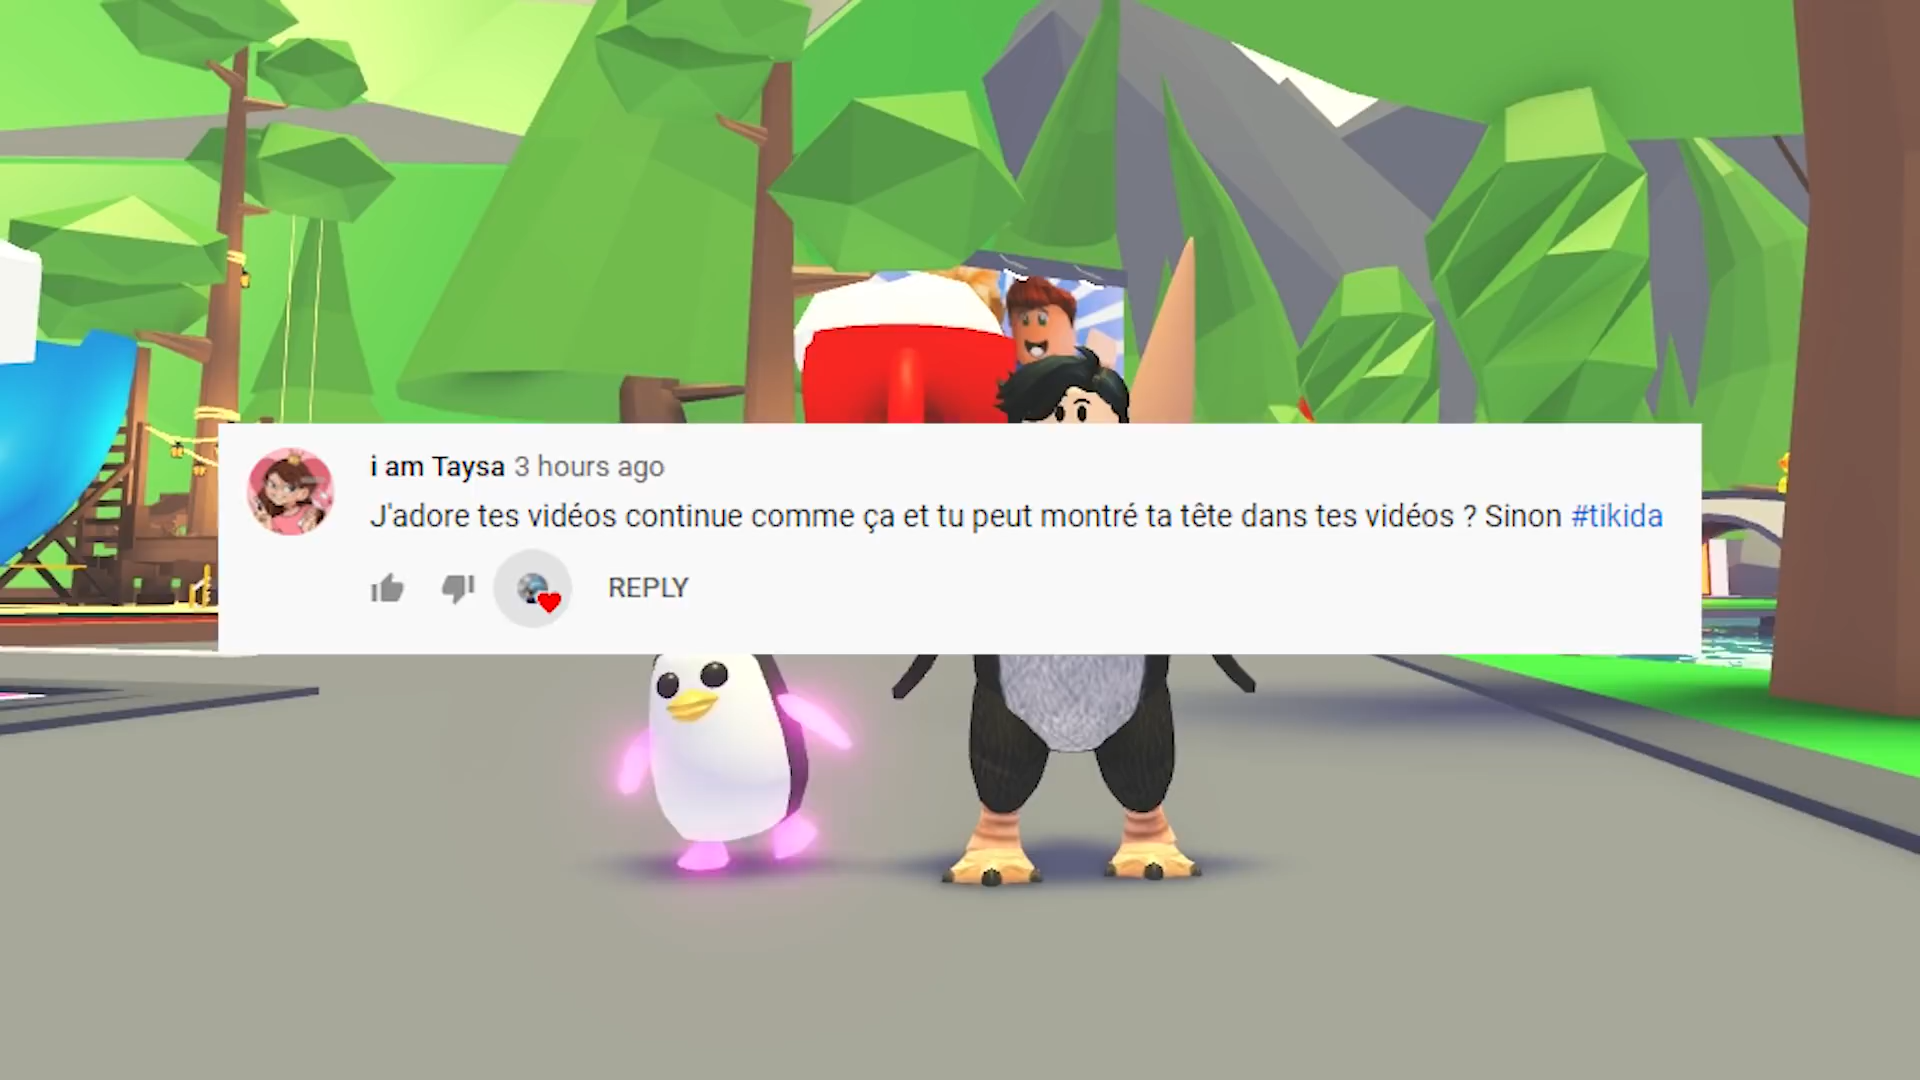 i am Taysa 3 hours ago
J'adore tes vidéos continue comme ça et tu peut montré ta tête dans tes vidéos ? Sinon #tikida
REPLY